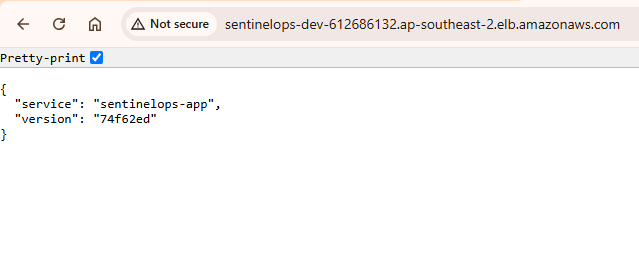 Not secure sentinelops-dev-612686132.ap-southeast-2.elb.amazonaws.com
Pretty-print
{
  "service": "sentinelops-app",
  "version": "74f62ed"
}